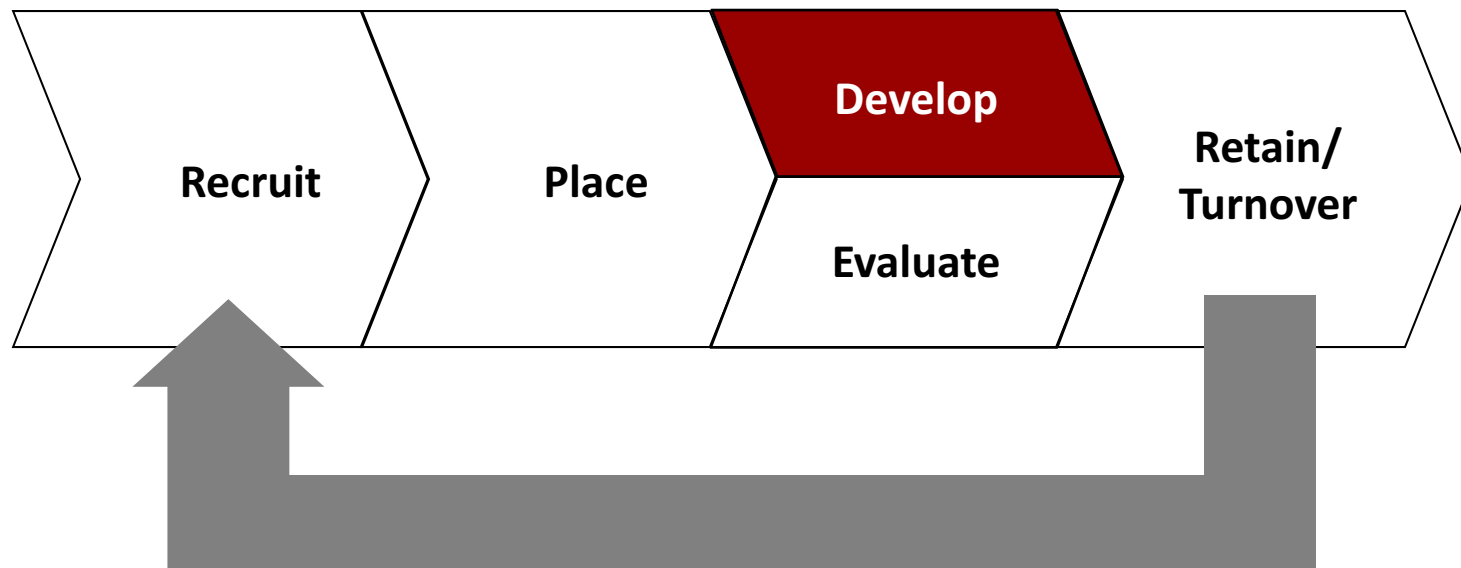 Recruit
Place
Develop
Evaluate
Retain/
Turnover